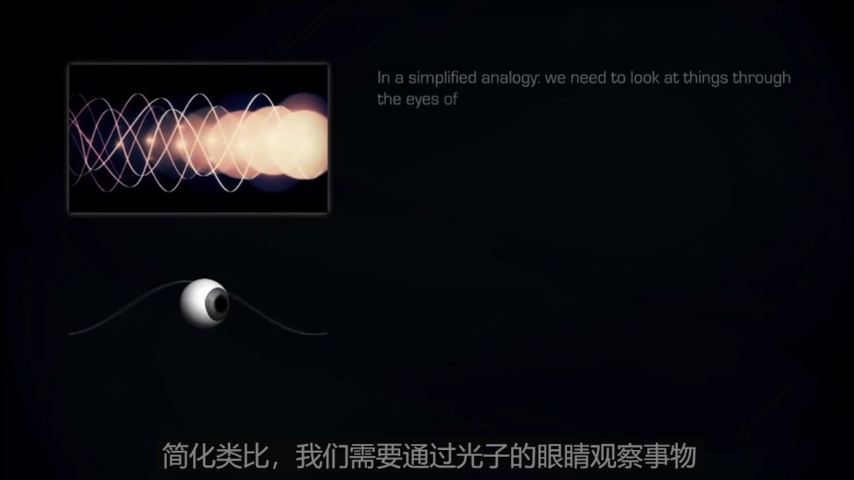 In a simplified analogy: we need to look at things through
the eyes of
简化类比，我们需要通过光子的眼睛观察事物